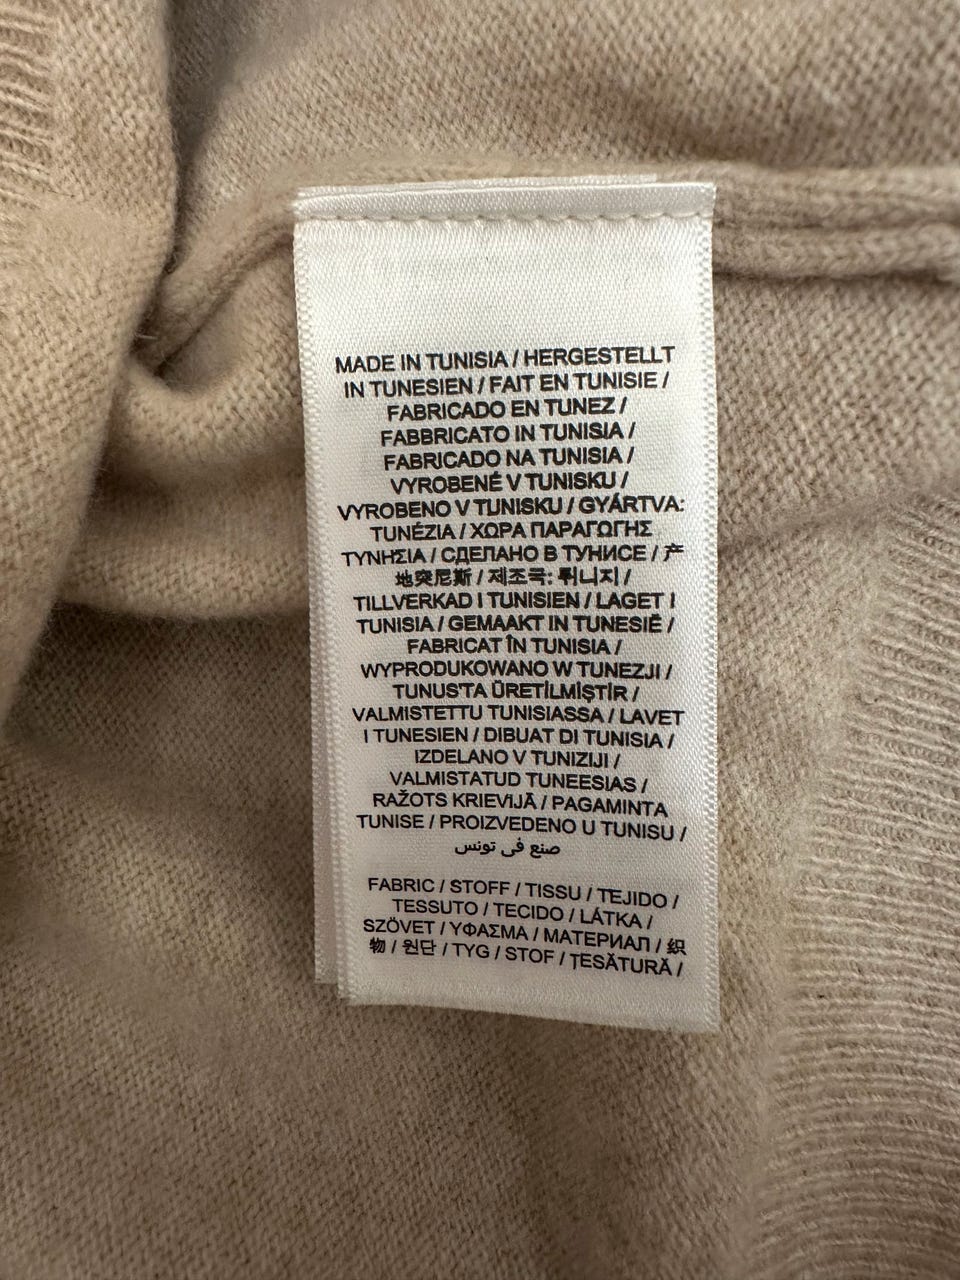 MADE IN TUNISIA / HERGESTELLT
IN TUNESIEN / FAIT EN TUNISIE /
FABRICADO EN TUNEZ /
FABBRICATO IN TUNISIA /
FABRICADO NA TUNISIA /
VYROBENÉ V TUNISKU /
VYROBENO V TUNISKU / GYÁRTVA:
TUNÉZIA / ΧΩΡΑ ΠΑΡΑΓΩΓΗΣ
ΤΥΝΗΣΙΑ / СДЕЛАНО В ТУНИСЕ / 产
地突尼斯 / 제조국: 튀니지 /
TILLVERKAD I TUNISIEN / LAGET I
TUNISIA / GEMAAKT IN TUNESIË /
FABRICAT ÎN TUNISIA /
WYPRODUKOWANO W TUNEZJI /
TUNUS'TA ÜRETİLMİŞTİR /
VALMISTETTU TUNISIASSA / LAVET
I TUNESIEN / DIBUAT DI TUNISIA /
IZDELANO V TUNIZIJI /
VALMISTATUD TUNEESIAS /
RAŽOTS KRIEVIJĀ / PAGAMINTA
TUNISE / PROIZVEDENO U TUNISU /
صنع في تونس
FABRIC / STOFF / TISSU / TEJIDO /
TESSUTO / TECIDO / LÁTKA /
SZÖVET / ΥΦΑΣΜΑ / МАТЕРИАЛ / 织
物 / 원단 / TYG / STOF / ȚESĂTURĂ /